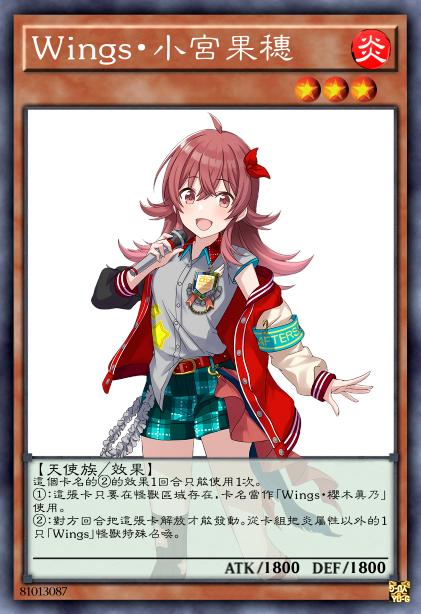 Wings•小宮果穗
炎
AFTERS
【天使族／效果】
這個卡名的②的效果1回合只能使用1次。
①：這張卡只要在怪獸區域存在，卡名當作「Wings•櫻木真乃」
使用。
②：對方回合把這張卡解放才能發動。從卡組把炎屬性以外的1
只「Wings」怪獸特殊召喚。
ATK/1800 DEF/1800
81013087